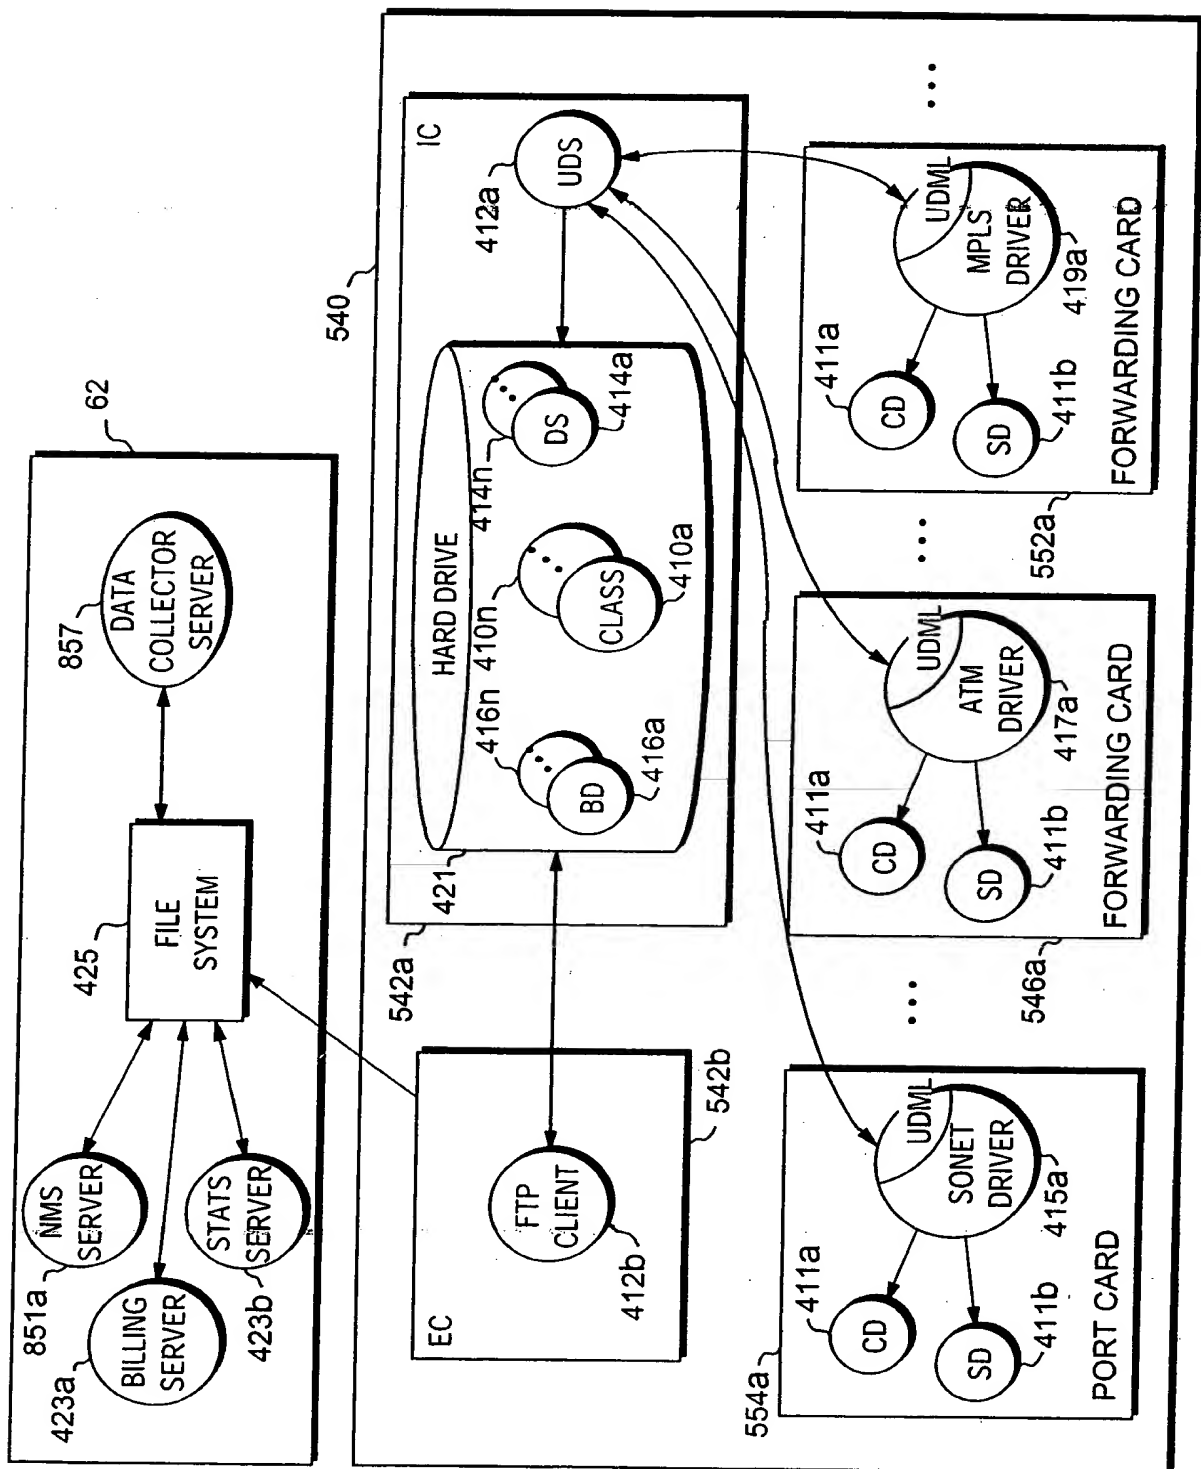 62
NMS
SERVER
851a
BILLING
SERVER
423a
STATS
SERVER
423b
FILE
SYSTEM
425
DATA
COLLECTOR
SERVER
857
540
EC
FTP
CLIENT
412b
542b
IC
542a
HARD DRIVE
421
BD
416a
416n
CLASS
410a
410n
DS
414a
414n
UDS
412a
554a
CD
411a
SD
411b
UDML
SONET
DRIVER
415a
PORT CARD
546a
CD
411a
SD
411b
UDML
ATM
DRIVER
417a
FORWARDING CARD
552a
CD
411a
SD
411b
UDML
MPLS
DRIVER
419a
FORWARDING CARD